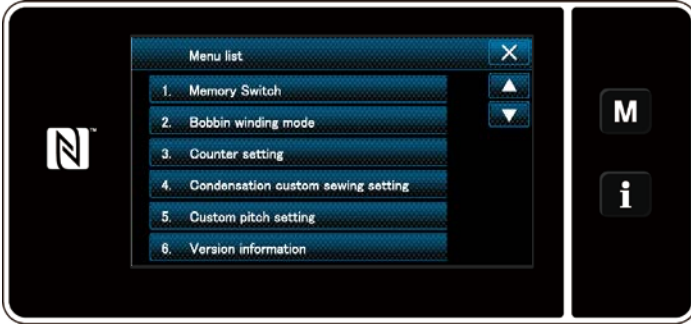 Menu list
1. Memory Switch
2. Bobbin winding mode
3. Counter setting
4. Condensation custom sewing setting
5. Custom pitch setting
6. Version information
M
i